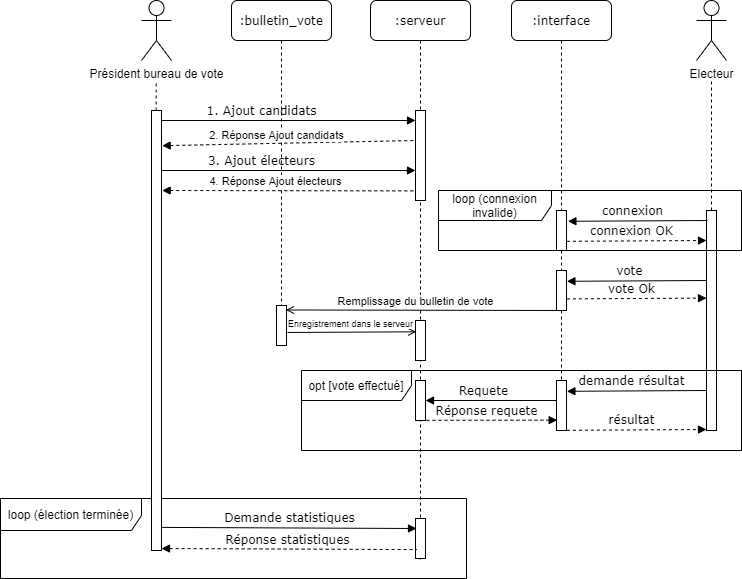 :bulletin_vote
:serveur
:interface
Président bureau de vote
Electeur
1. Ajout candidats
2. Réponse Ajout candidats
3. Ajout électeurs
4. Réponse Ajout électeurs
loop (connexion
invalide)
connexion
connexion OK
vote
vote Ok
Remplissage du bulletin de vote
Enregistrement dans le serveur
opt [vote effectué]
demande résultat
Requete
Réponse requete
résultat
loop (élection terminée)
Demande statistiques
Réponse statistiques